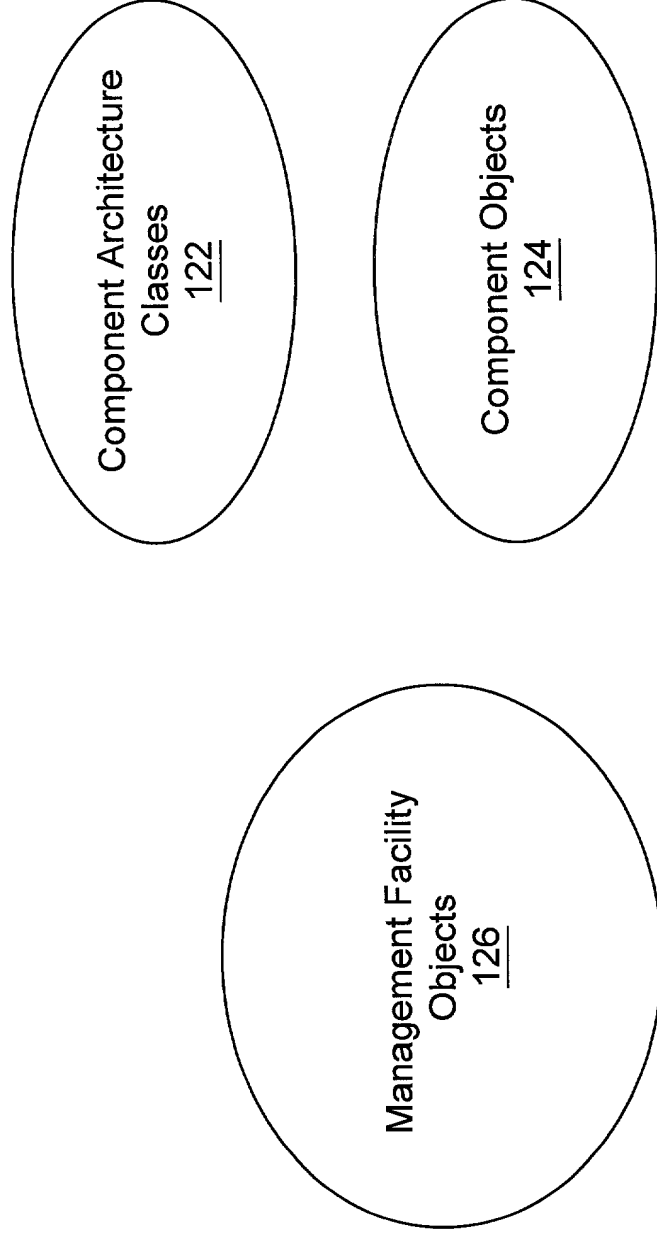 Component Architecture
Classes
122
Management Facility
Objects
126
Component Objects
124